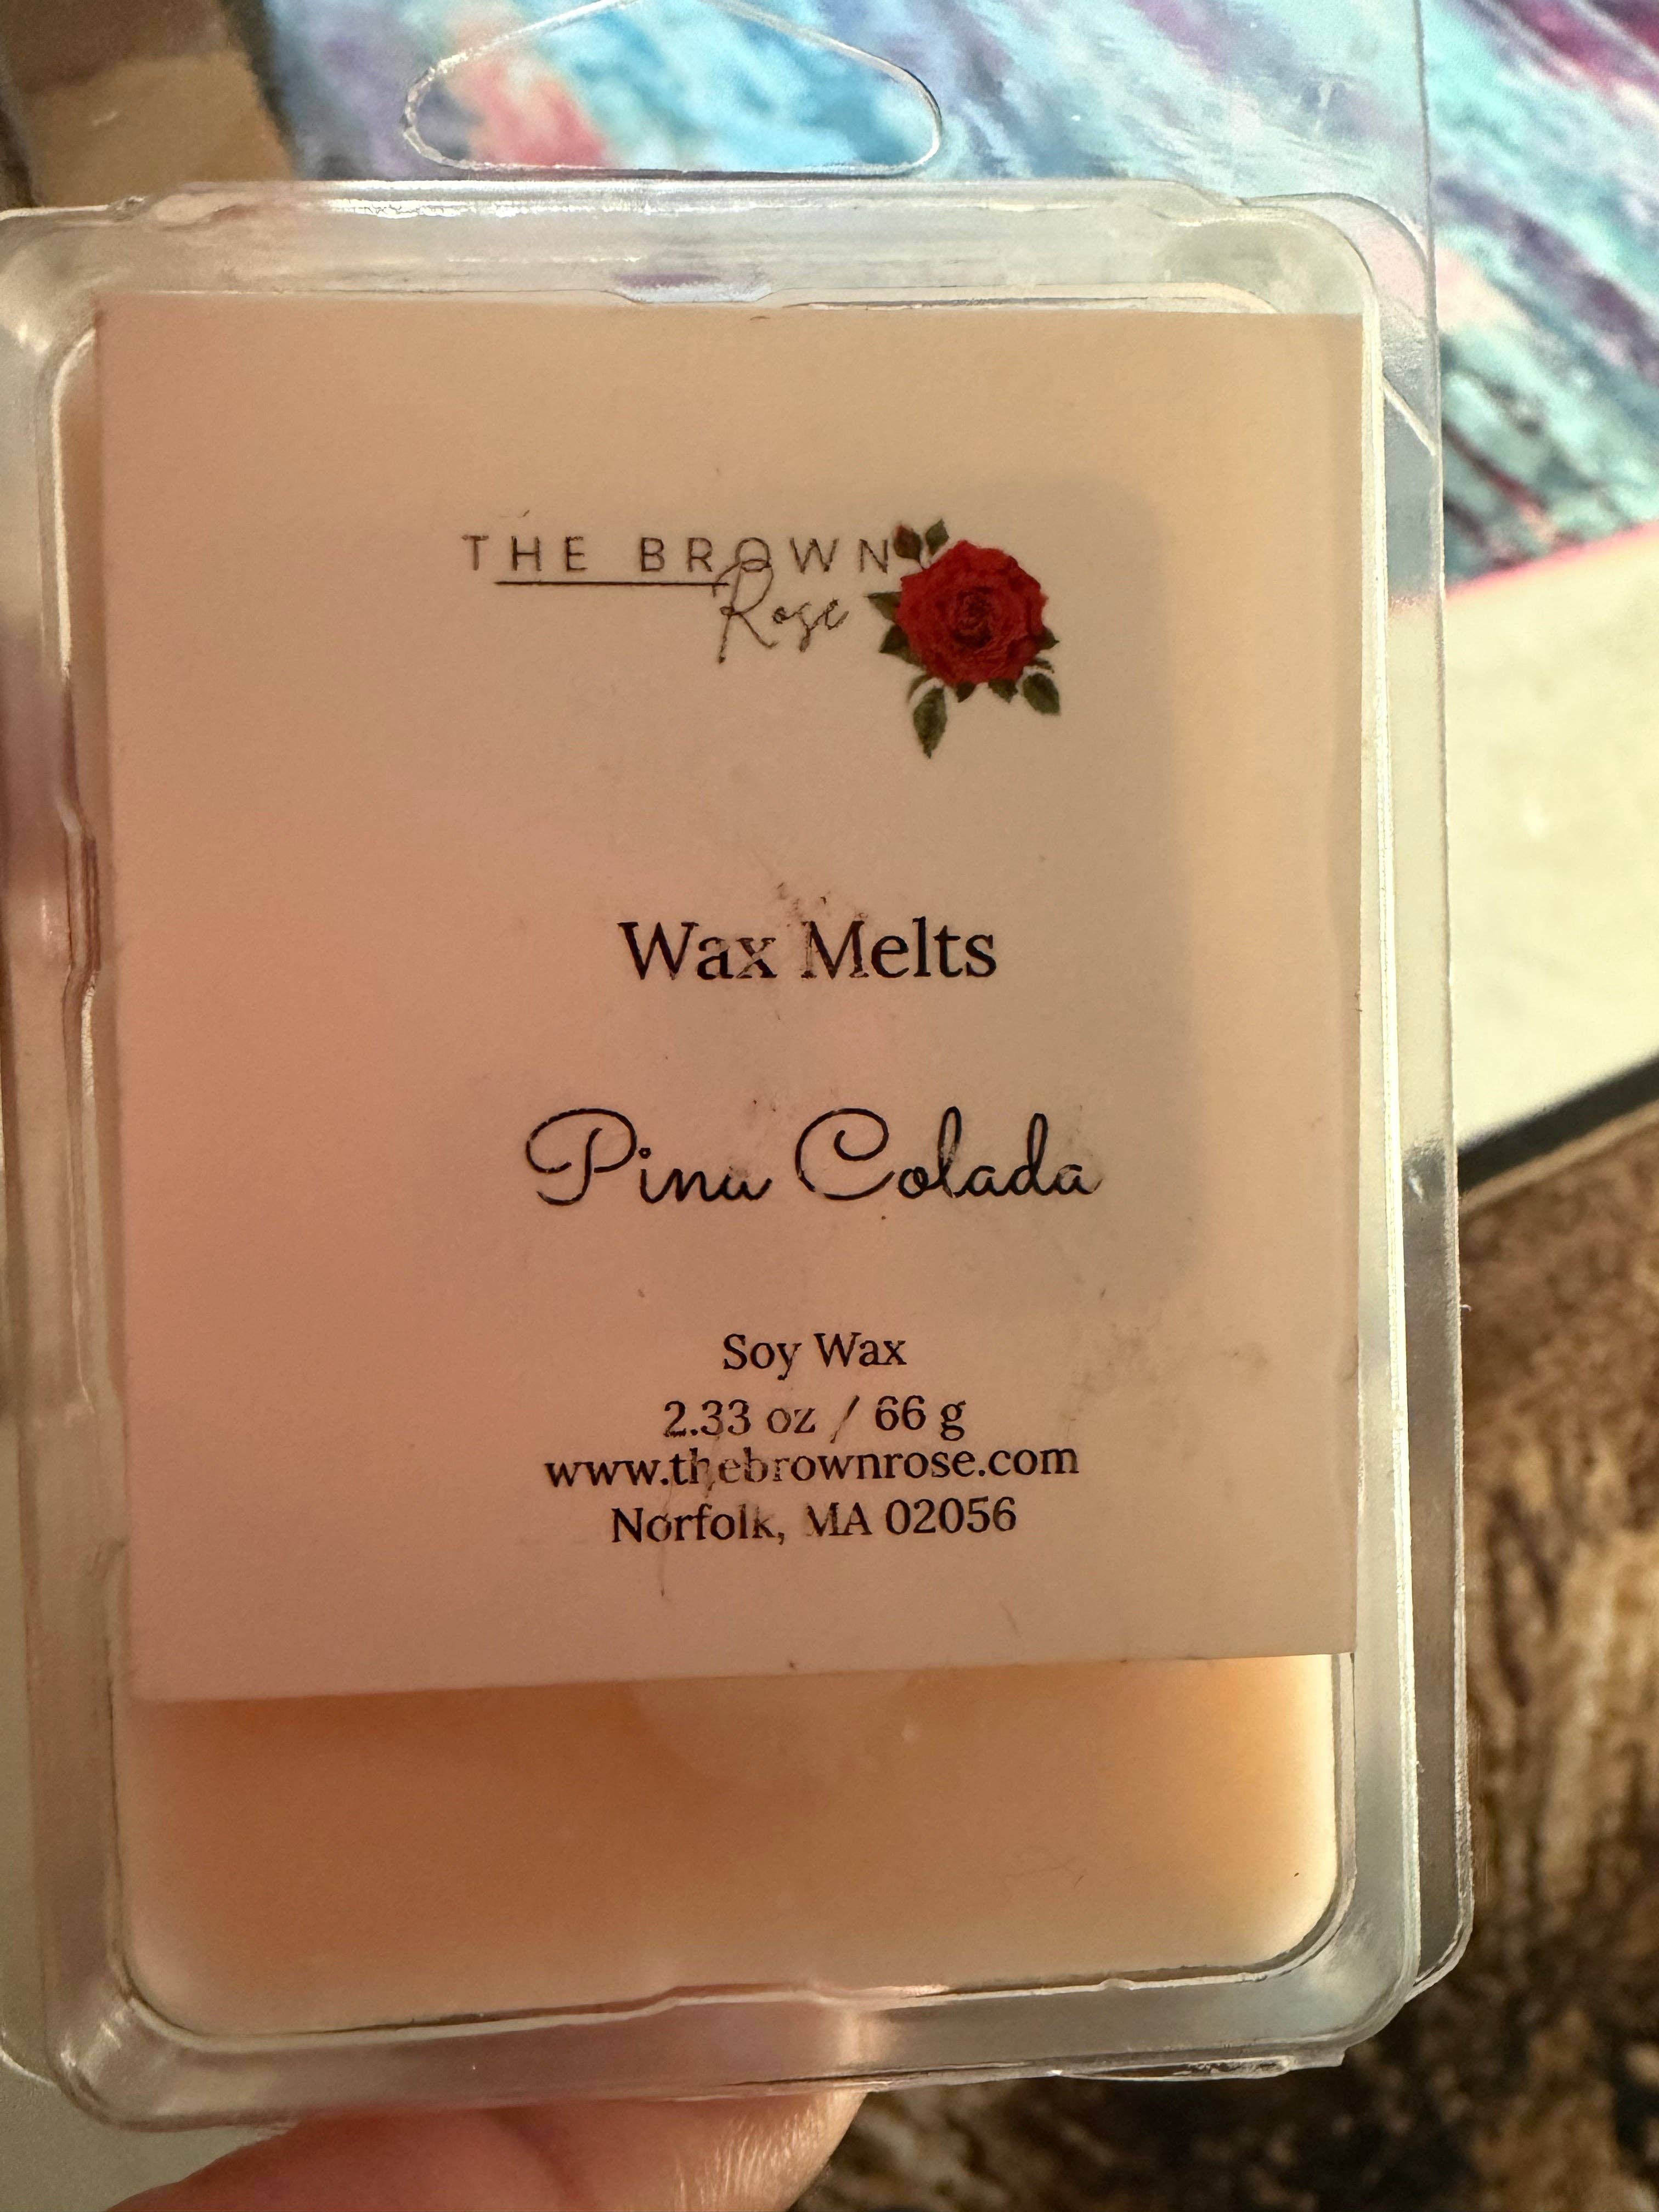 THE BROWN
Rose
Wax Melts
Pina Colada
Soy Wax
2.33 oz / 66 g
www.thebrownrose.com
Norfolk, MA 02056